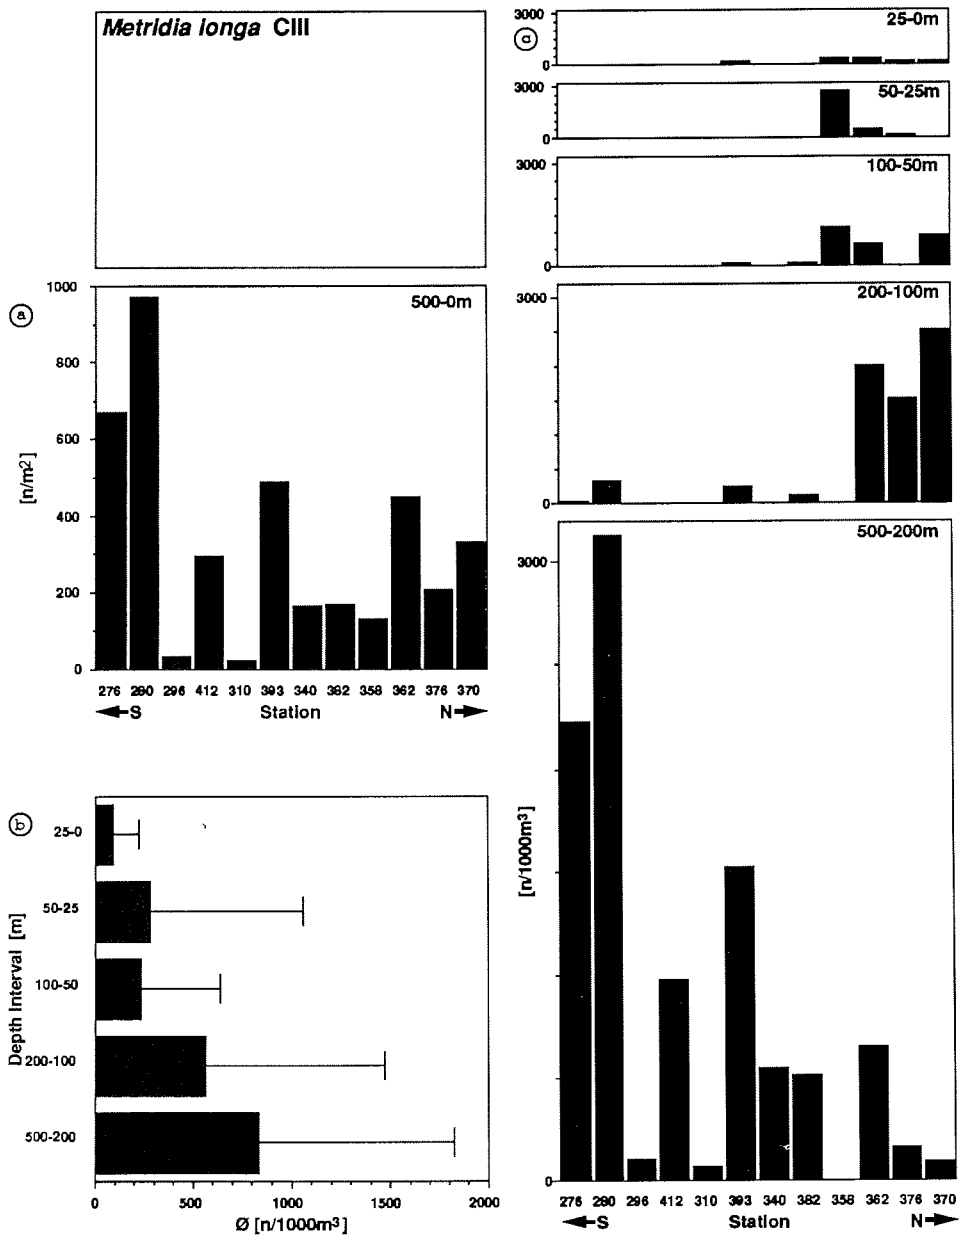 Metridia longa CIII
a
500-0m
1000
800
600
400
200
0
[n/m2]
276 280 296 412 310 393 340 382 358 362 376 370
S Station N
b
Depth Interval [m]
25-0
50-25
100-50
200-100
500-200
0 500 1000 1500 2000
Ø [n/1000m3]
c
25-0m
3000
0
50-25m
3000
0
100-50m
3000
0
200-100m
3000
0
500-200m
3000
0
[n/1000m3]
276 280 296 412 310 393 340 382 358 362 376 370
S Station N